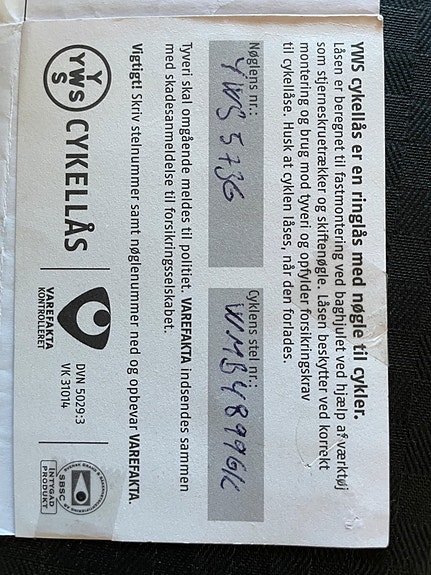 YWS cykellås er en ringlås med nøgle til cykler.
Låsen er beregnet til fastmontering ved baghjulet ved hjælp af værktøj
som stjerneskruetrækker og skiftenøgle. Låsen beskytter ved korrekt
montering og brug mod tyveri og opfylder forsikringskrav
til cykellåse. Husk at cyklen låses, når den forlades.
Nøglens nr.:
YWS 5736
Cyklens stel nr.:
WMB48996K
Tyveri skal omgående meldes til politiet. VAREFAKTA indsendes sammen
med skadesanmeldelse til forsikringsselskabet.
Vigtigt! Skriv stelnummer samt nøglenummer ned og opbevar VAREFAKTA.
Y
YWS
S
CYKELLÅS
VAREFAKTA
KONTROLLERET
DVN 5029:3
VK 31014
SBSC
INTYGAD
PRODUKT